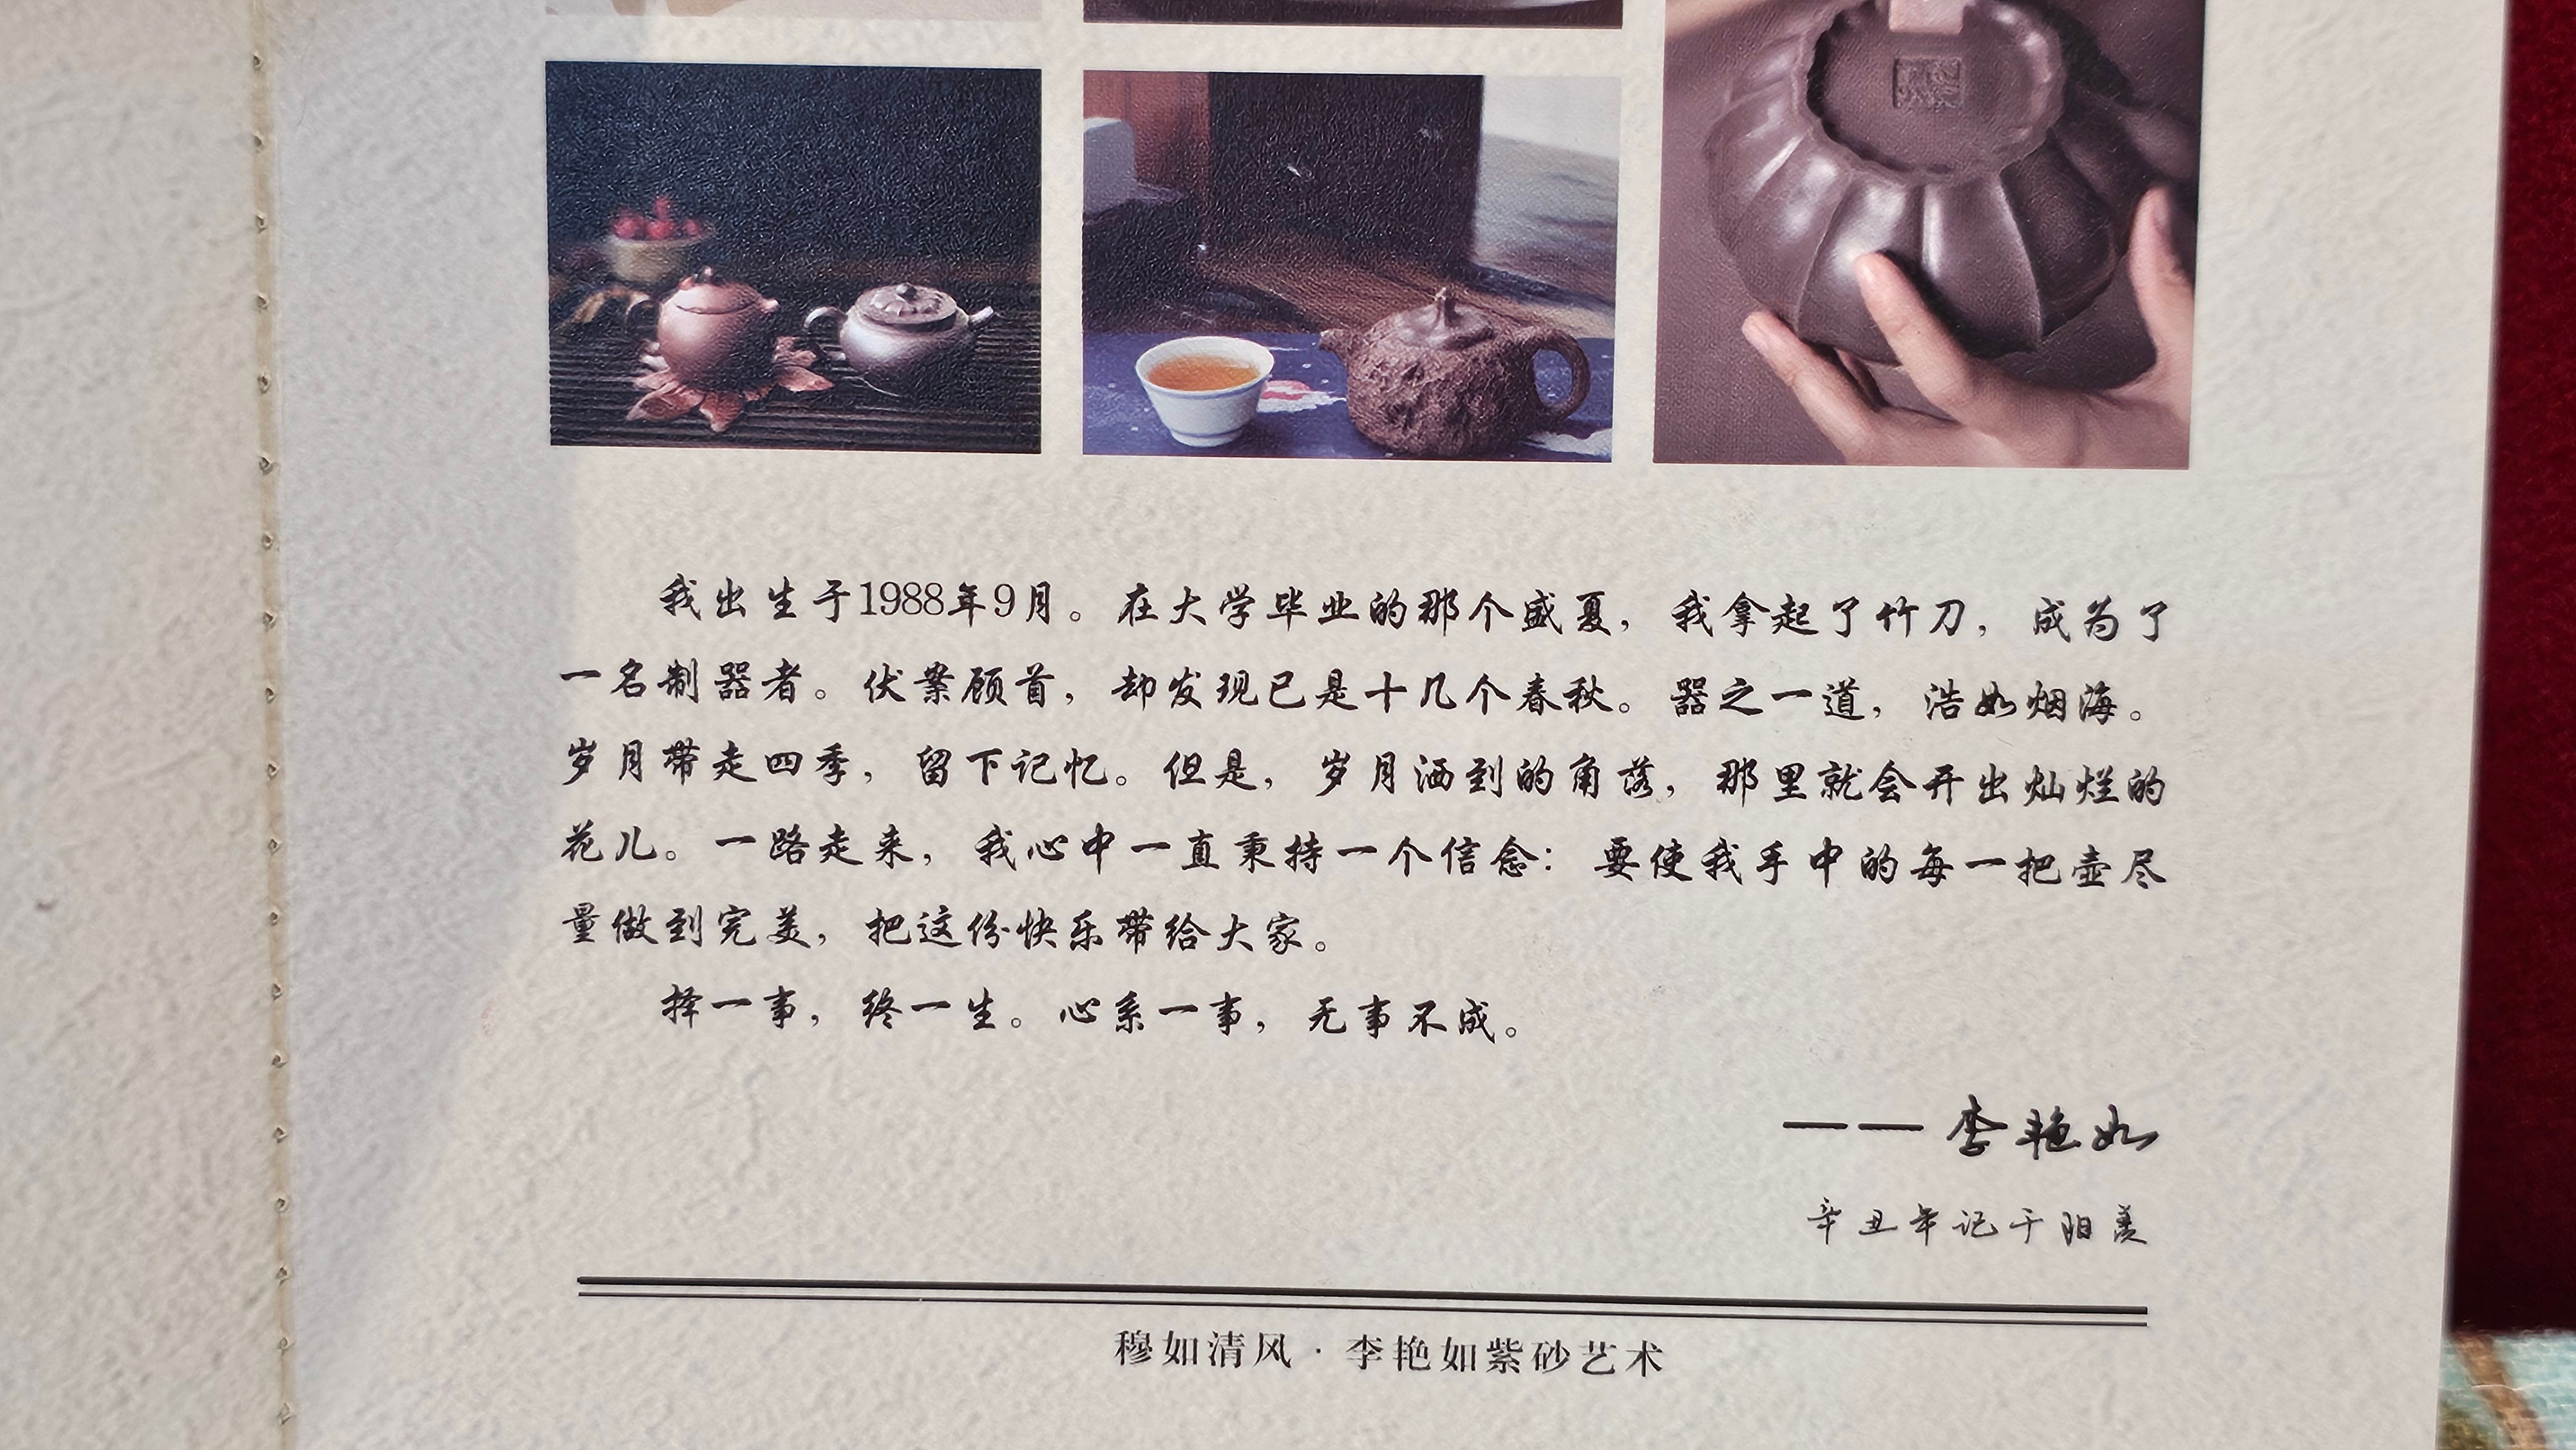 我出生于1988年9月。在大学毕业的那个盛夏，我拿起了竹刀，成为了
一名制器者。伏案顾首，却发现已是十几个春秋。器之一道，浩如烟海。
岁月带走四季，留下记忆。但是，岁月洒到的角落，那里就会开出灿烂的
花儿。一路走来，我心中一直秉持一个信念：要使我手中的每一把壶尽
量做到完美，把这份快乐带给大家。
择一事，终一生。心系一事，无事不成。
——李艳如
辛丑年记于阳羡
穆如清风·李艳如紫砂艺术